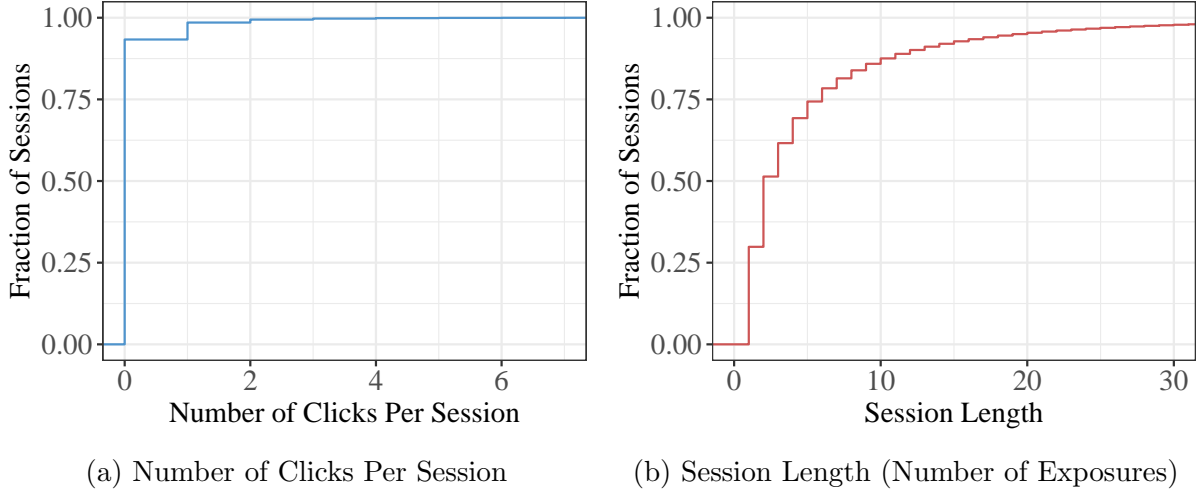 1.00
0.75
0.50
0.25
0.00
Fraction of Sessions
0 2 4 6
Number of Clicks Per Session
(a) Number of Clicks Per Session
1.00
0.75
0.50
0.25
0.00
Fraction of Sessions
0 10 20 30
Session Length
(b) Session Length (Number of Exposures)